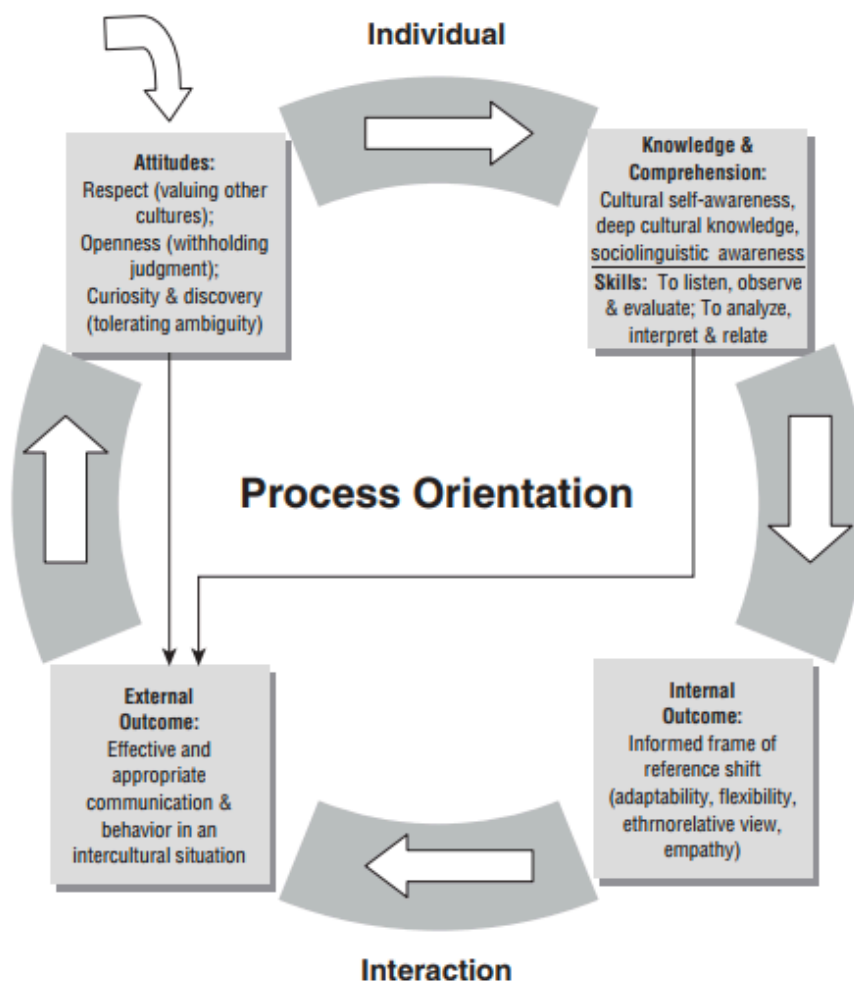 Individual
Attitudes:
Respect (valuing other
cultures);
Openness (withholding
judgment);
Curiosity & discovery
(tolerating ambiguity)
Knowledge &
Comprehension:
Cultural self-awareness,
deep cultural knowledge,
sociolinguistic awareness
Skills: To listen, observe
& evaluate; To analyze,
interpret & relate
Process Orientation
External
Outcome:
Effective and
appropriate
communication &
behavior in an
intercultural situation
Internal
Outcome:
Informed frame of
reference shift
(adaptability, flexibility,
ethrnorelative view,
empathy)
Interaction